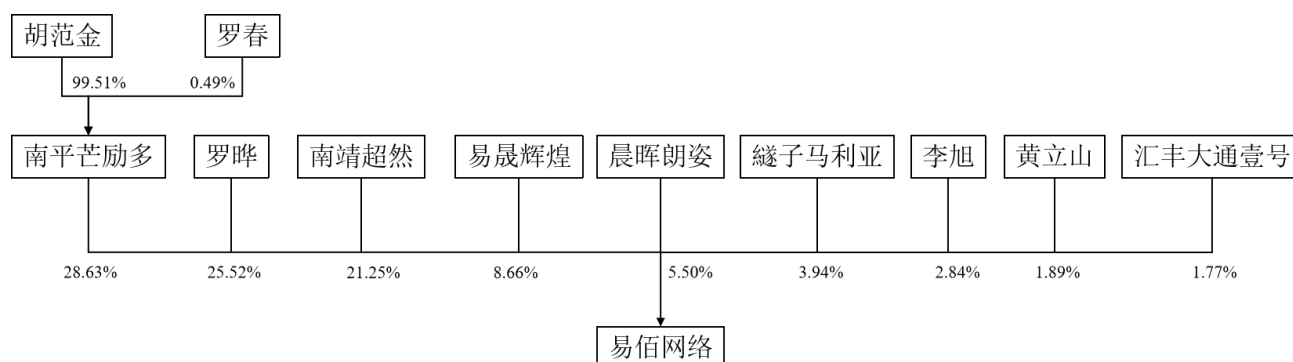 胡范金
罗春
99.51%
0.49%
南平芒励多
罗晔
南靖超然
易晟辉煌
晨晖朗姿
繸子马利亚
李旭
黄立山
汇丰大通壹号
28.63%
25.52%
21.25%
8.66%
5.50%
3.94%
2.84%
1.89%
1.77%
易佰网络